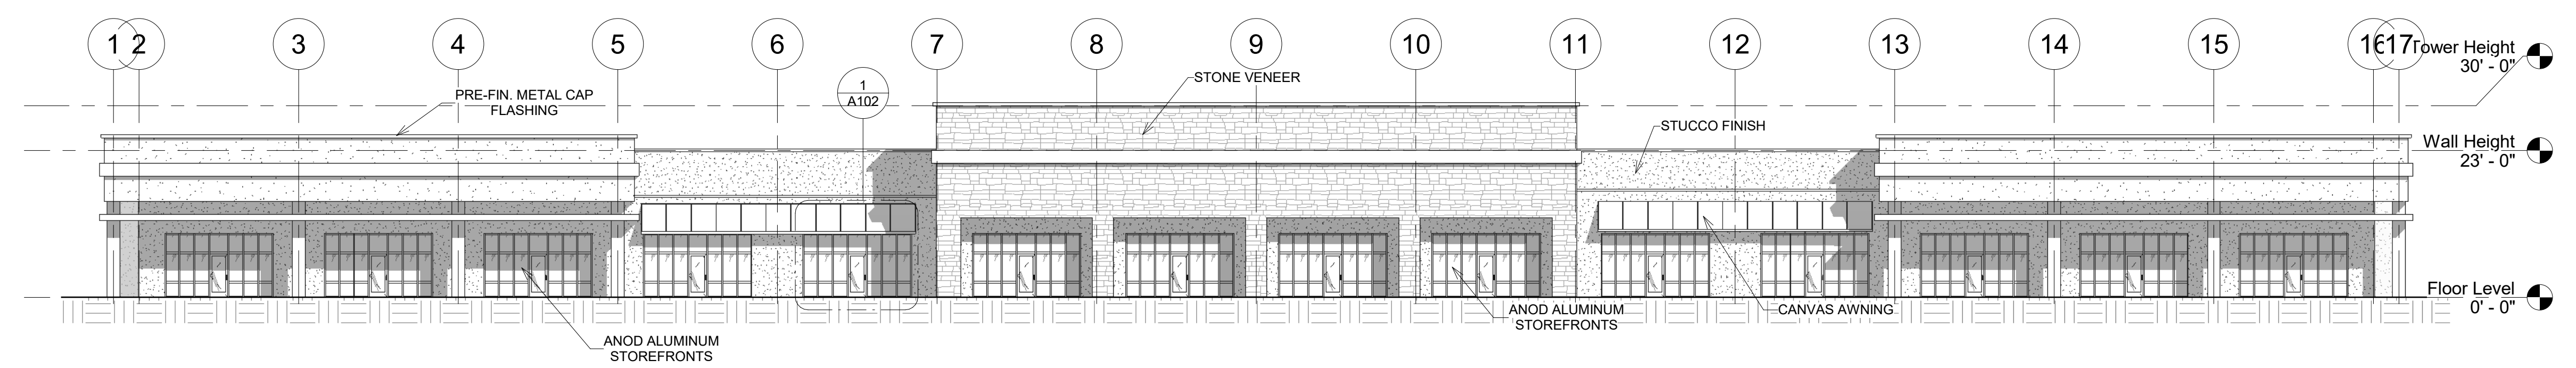 1 2 3 4 5 6 7 8 9 10 11 12 13 14 15 16 17
Tower Height
30' - 0"
STONE VENEER
1
A102
PRE-FIN. METAL CAP
FLASHING
STUCCO FINISH
Wall Height
23' - 0"
Floor Level
0' - 0"
ANOD ALUMINUM
STOREFRONTS
CANVAS AWNING
ANOD ALUMINUM
STOREFRONTS